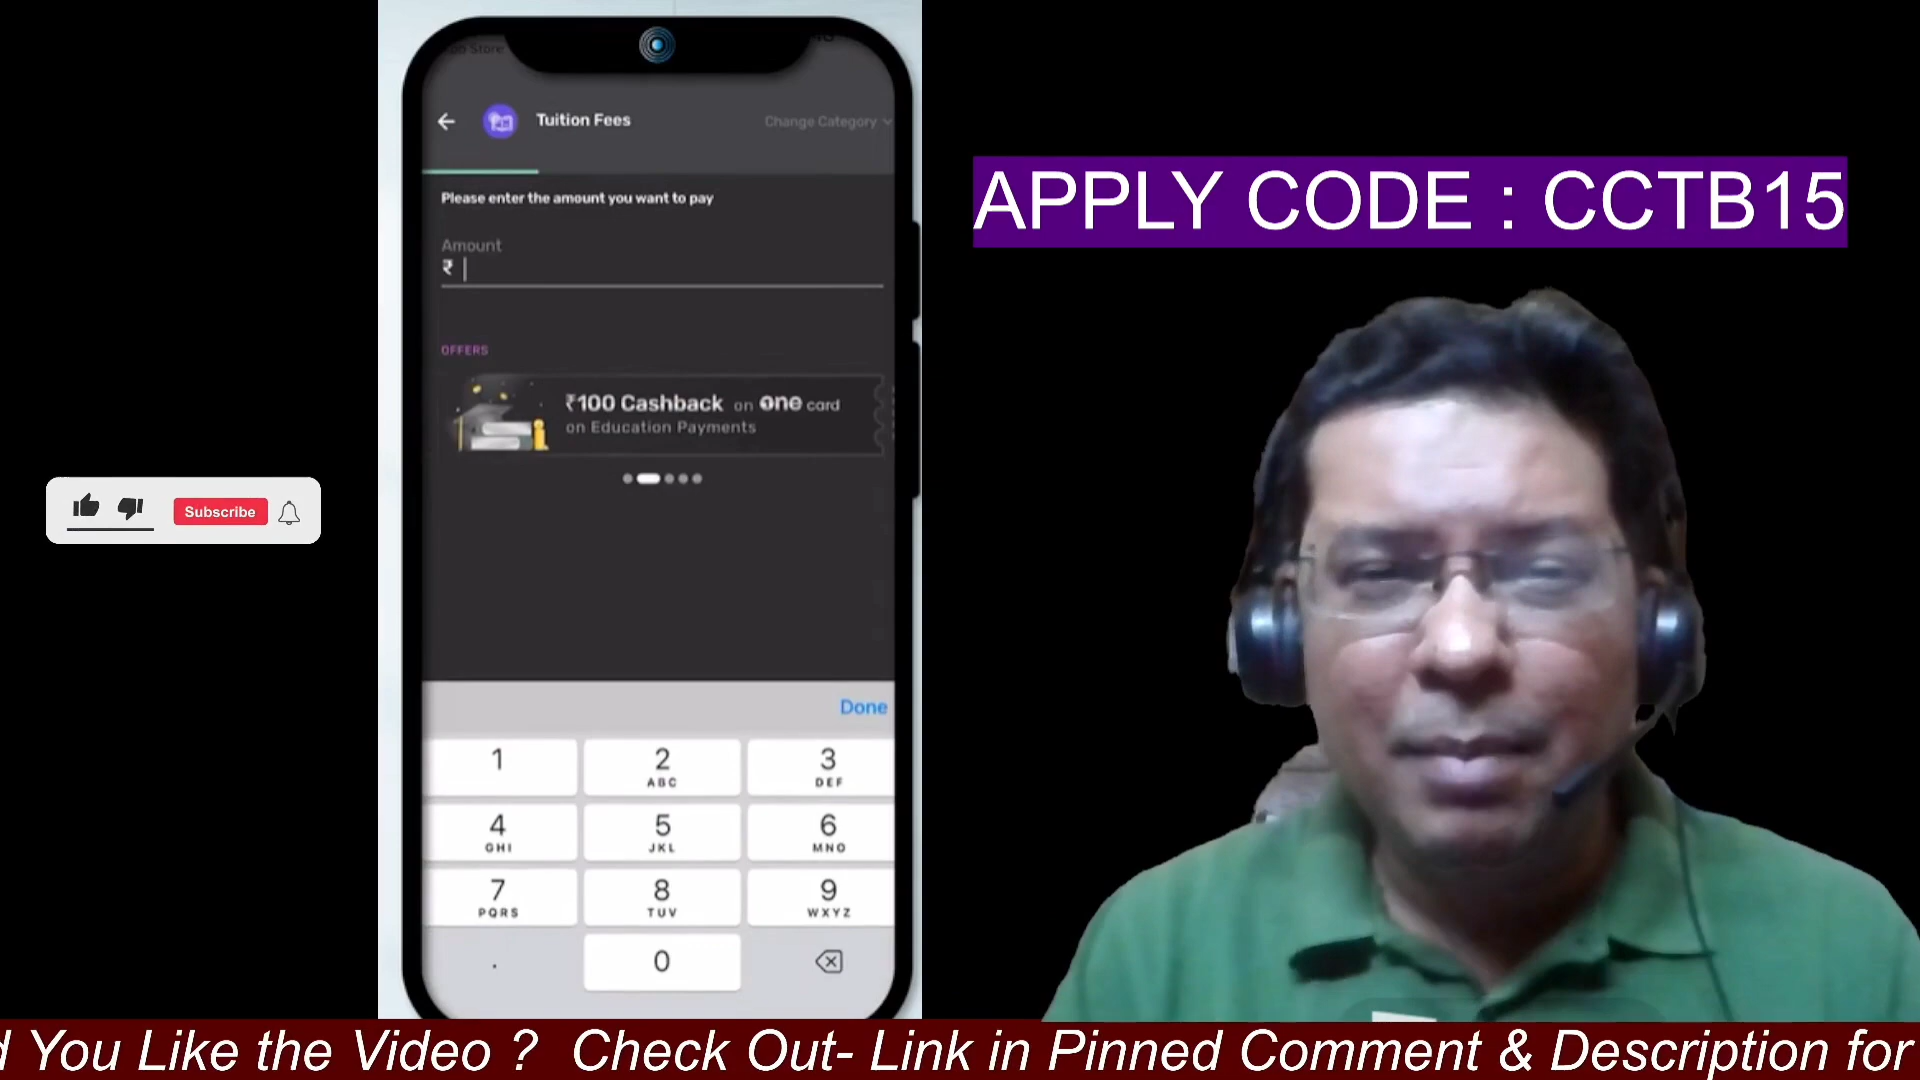 Tuition Fees
Change Category
Please enter the amount you want to pay
Amount
₹
OFFERS
₹100 Cashback on one card
on Education Payments
Done
1
2
ABC
3
DEF
4
GHI
5
JKL
6
MNO
7
PQRS
8
TUV
9
WXYZ
.
0
APPLY CODE : CCTB15
Subscribe
You Like the Video ? Check Out- Link in Pinned Comment & Description for